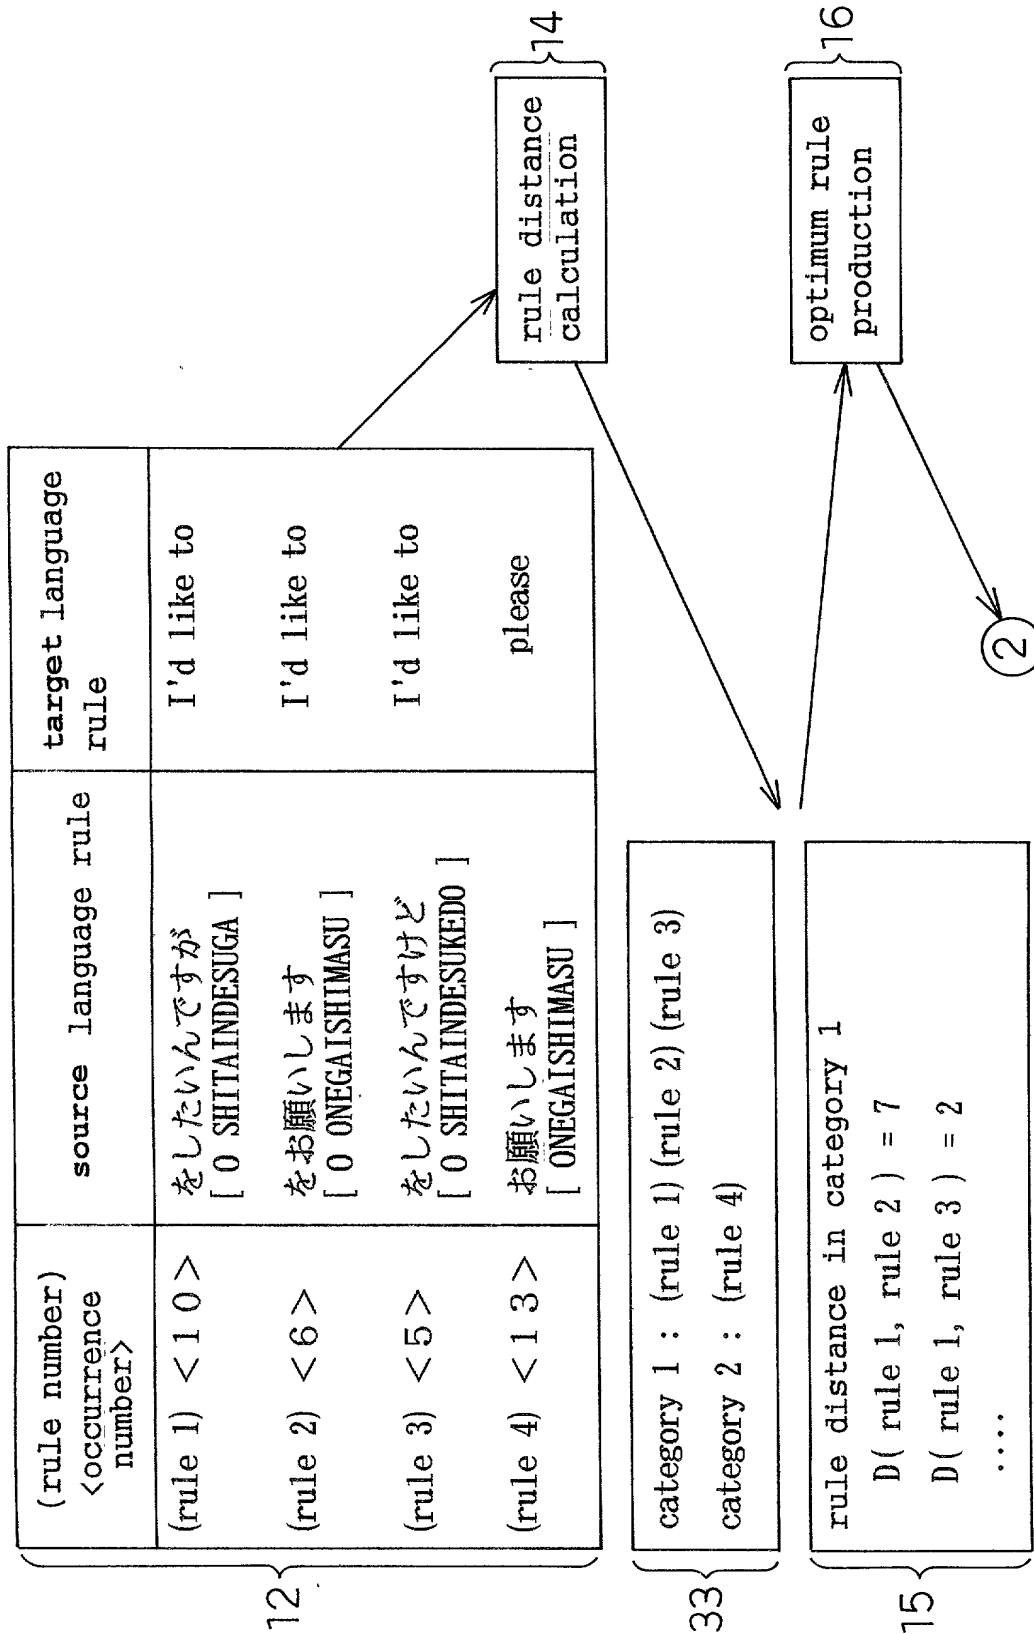 (rule number)
<occurrence
number>
source language rule
target language
rule
(rule 1) <10>
をしたいんですが
[ O SHITAINDESUGA ]
I'd like to
(rule 2) <6>
をお願いします
[ O ONEGAISHIMASU ]
I'd like to
(rule 3) <5>
をしたいんですけど
[ O SHITAINDESUKEDO ]
I'd like to
(rule 4) <13>
お願いします
[ ONEGAISHIMASU ]
please
12
rule distance
calculation
14
category 1 : (rule 1) (rule 2) (rule 3)
category 2 : (rule 4)
33
rule distance in category 1
D( rule 1, rule 2 ) = 7
D( rule 1, rule 3 ) = 2
....
15
optimum rule
production
16
2